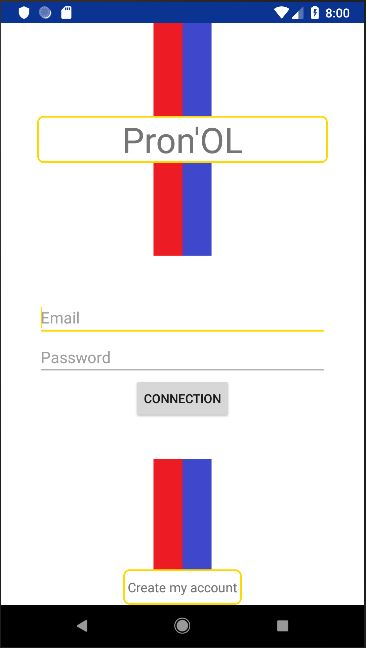 8:00
Pron'OL
Email
Password
CONNECTION
Create my account